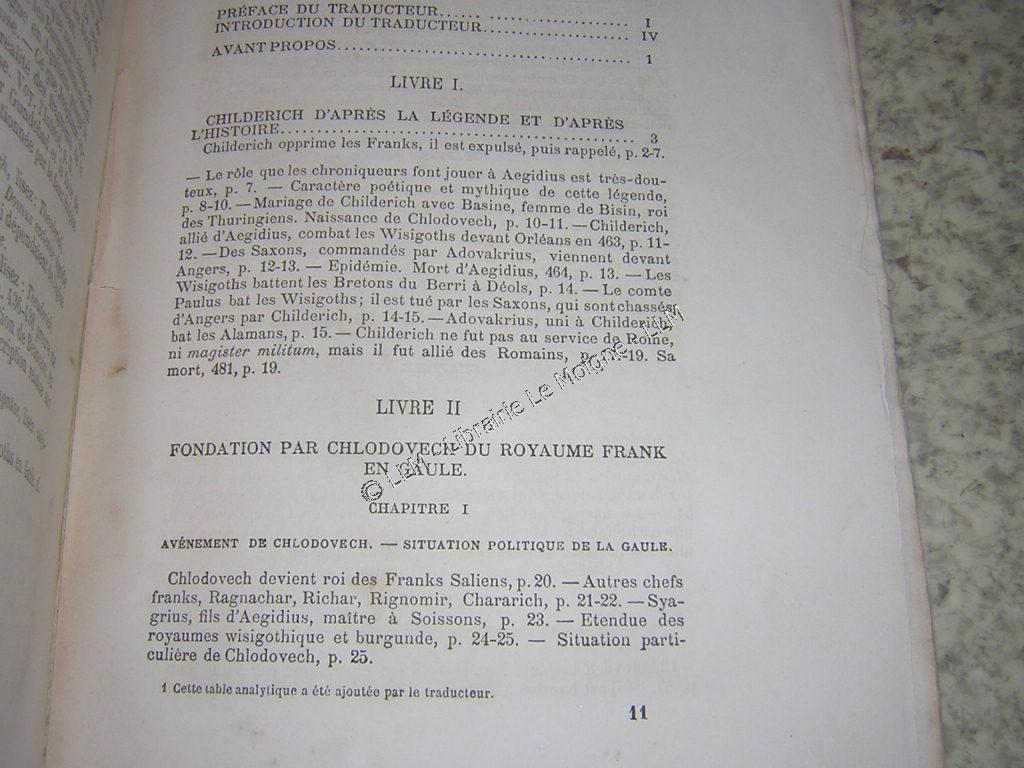 PRÉFACE DU TRADUCTEUR...... ........................ I
INTRODUCTION DU TRADUCTEUR..................... IV
AVANT PROPOS........................................... 1
LIVRE I.
CHILDERICH D'APRÈS LA LÉGENDE ET D'APRÈS
L'HISTOIRE................................................ 3
Childerich opprime les Franks, il est expulsé, puis rappelé, p. 2-7.
— Le rôle que les chroniqueurs font jouer à Aegidius est très-dou-
teux, p. 7. — Caractère poétique et mythique de cette légende,
p. 8-10. — Mariage de Childerich avec Basine, femme de Bisin, roi
des Thuringiens. Naissance de Chlodovech, p. 10-11. — Childerich,
allié d'Aegidius, combat les Wisigoths devant Orléans en 463, p. 11-
12. — Des Saxons, commandés par Adovakrius, viennent devant
Angers, p. 12-13. — Epidémie. Mort d'Aegidius, 464, p. 13. — Les
Wisigoths battent les Bretons du Berri à Déols, p. 14. — Le comte
Paulus bat les Wisigoths; il est tué par les Saxons, qui sont chassés
d'Angers par Childerich, p. 14-15. — Adovakrius, uni à Childerich,
bat les Alamans, p. 15. — Childerich ne fut pas au service de Rome,
ni magister militum, mais il fut allié des Romains, p. -19. Sa
mort, 481, p. 19.
LIVRE II
FONDATION PAR CHLODOVECH DU ROYAUME FRANK
EN GAULE.
CHAPITRE I
AVÉNEMENT DE CHLODOVECH. — SITUATION POLITIQUE DE LA GAULE.
Chlodovech devient roi des Franks Saliens, p. 20. — Autres chefs
franks, Ragnachar, Richar, Rignomir, Chararich, p. 21-22. — Sya-
grius, fils d'Aegidius, maître à Soissons, p. 23. — Etendue des
royaumes wisigothique et burgunde, p. 24-25. — Situation parti-
culière de Chlodovech, p. 25.
1 Cette table analytique a été ajoutée par le traducteur.
11
© LLM - Librairie Le Moigne - LLM